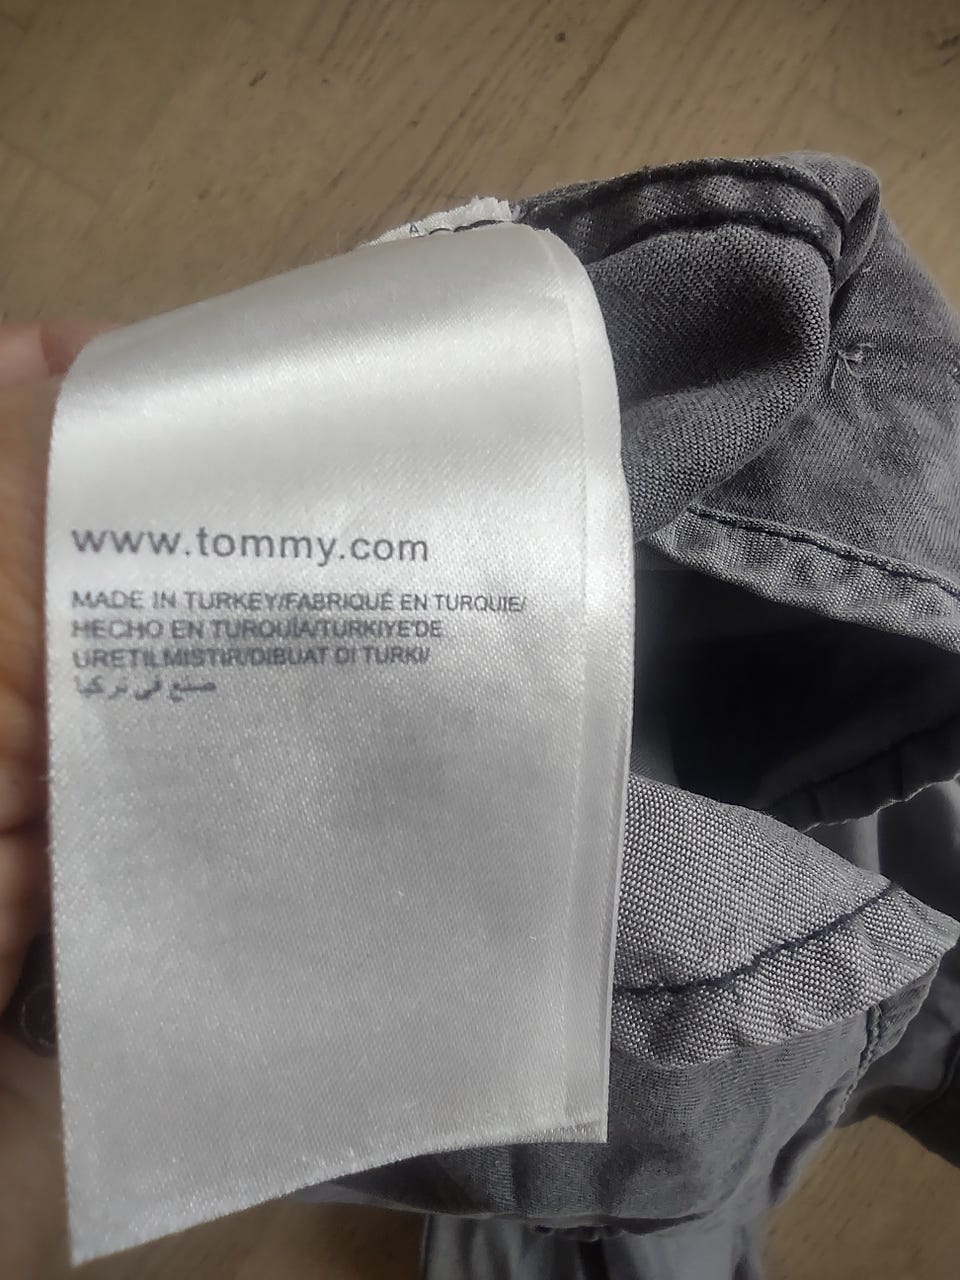 www.tommy.com
MADE IN TURKEY/FABRIQUÉ EN TURQUIE/
HECHO EN TURQUÍA/TURKIYE'DE
URETILMISTIR/DIBUAT DI TURKI/
صنع في تركيا
A